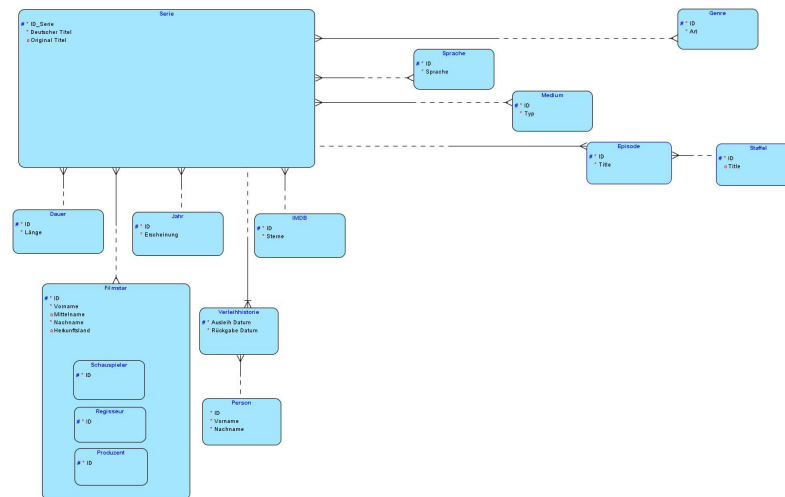 Serie
# * ID_Serie
* Deutscher Titel
o Original Titel
Genre
# * ID
* Art
Sprache
# * ID
* Sprache
Medium
# * ID
* Typ
Episode
# * ID
* Title
Staffel
# * ID
o Title
Dauer
# * ID
* Länge
Jahr
# * ID
* Erscheinung
IMDB
# * ID
* Sterne
Filmstar
# * ID
* Vorname
o Mittelname
* Nachname
o Herkunftsland
Schauspieler
# * ID
Regisseur
# * ID
Produzent
# * ID
Verleihhistorie
# * Ausleih Datum
* Rückgabe Datum
Person
* ID
* Vorname
* Nachname